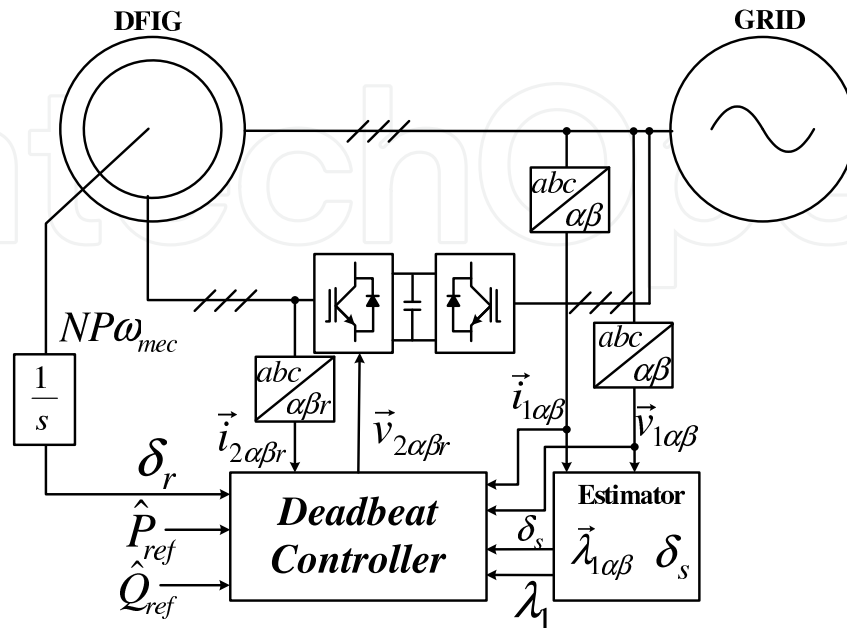 DFIG
GRID
abc
αβ
NPω_mec
abc
αβ
1
s
abc
αβr
i⃗_1αβ
v⃗_1αβ
i⃗_2αβr
v⃗_2αβr
δ_r
Deadbeat
Controller
Estimator
λ⃗_1αβ δ_s
δ_s
P̂_ref
Q̂_ref
λ_1
ntechOpe